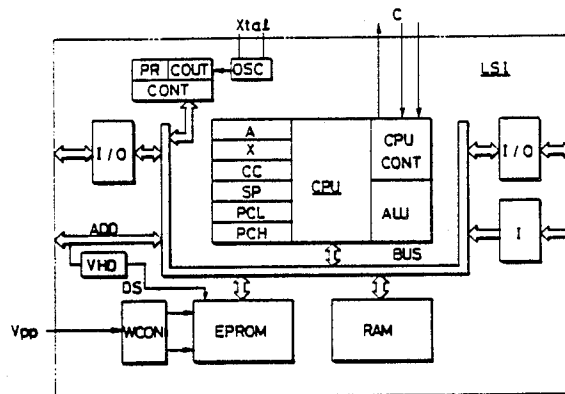 Xtal
C
LSI
PR COUT
OSC
CONT
I/O
A
X
CC
SP
PCL
PCH
CPU
CPU
CONT
ALU
I/O
I
ADD
BUS
VHD
DS
Vpp
WCON
EPROM
RAM